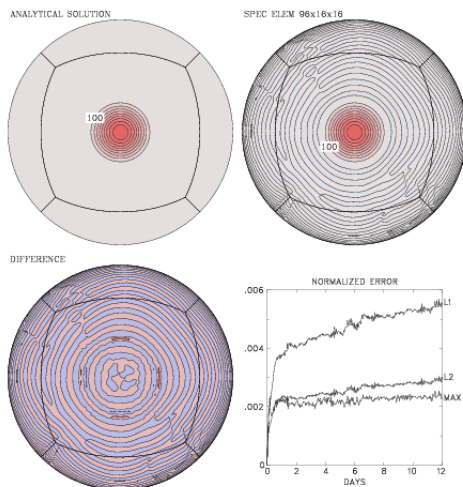 ANALYTICAL SOLUTION
SPEC ELEM 96x16x16
100
100
DIFFERENCE
NORMALIZED ERROR
.006
.004
.002
0
L1
L2
MAX
0 2 4 6 8 10 12
DAYS